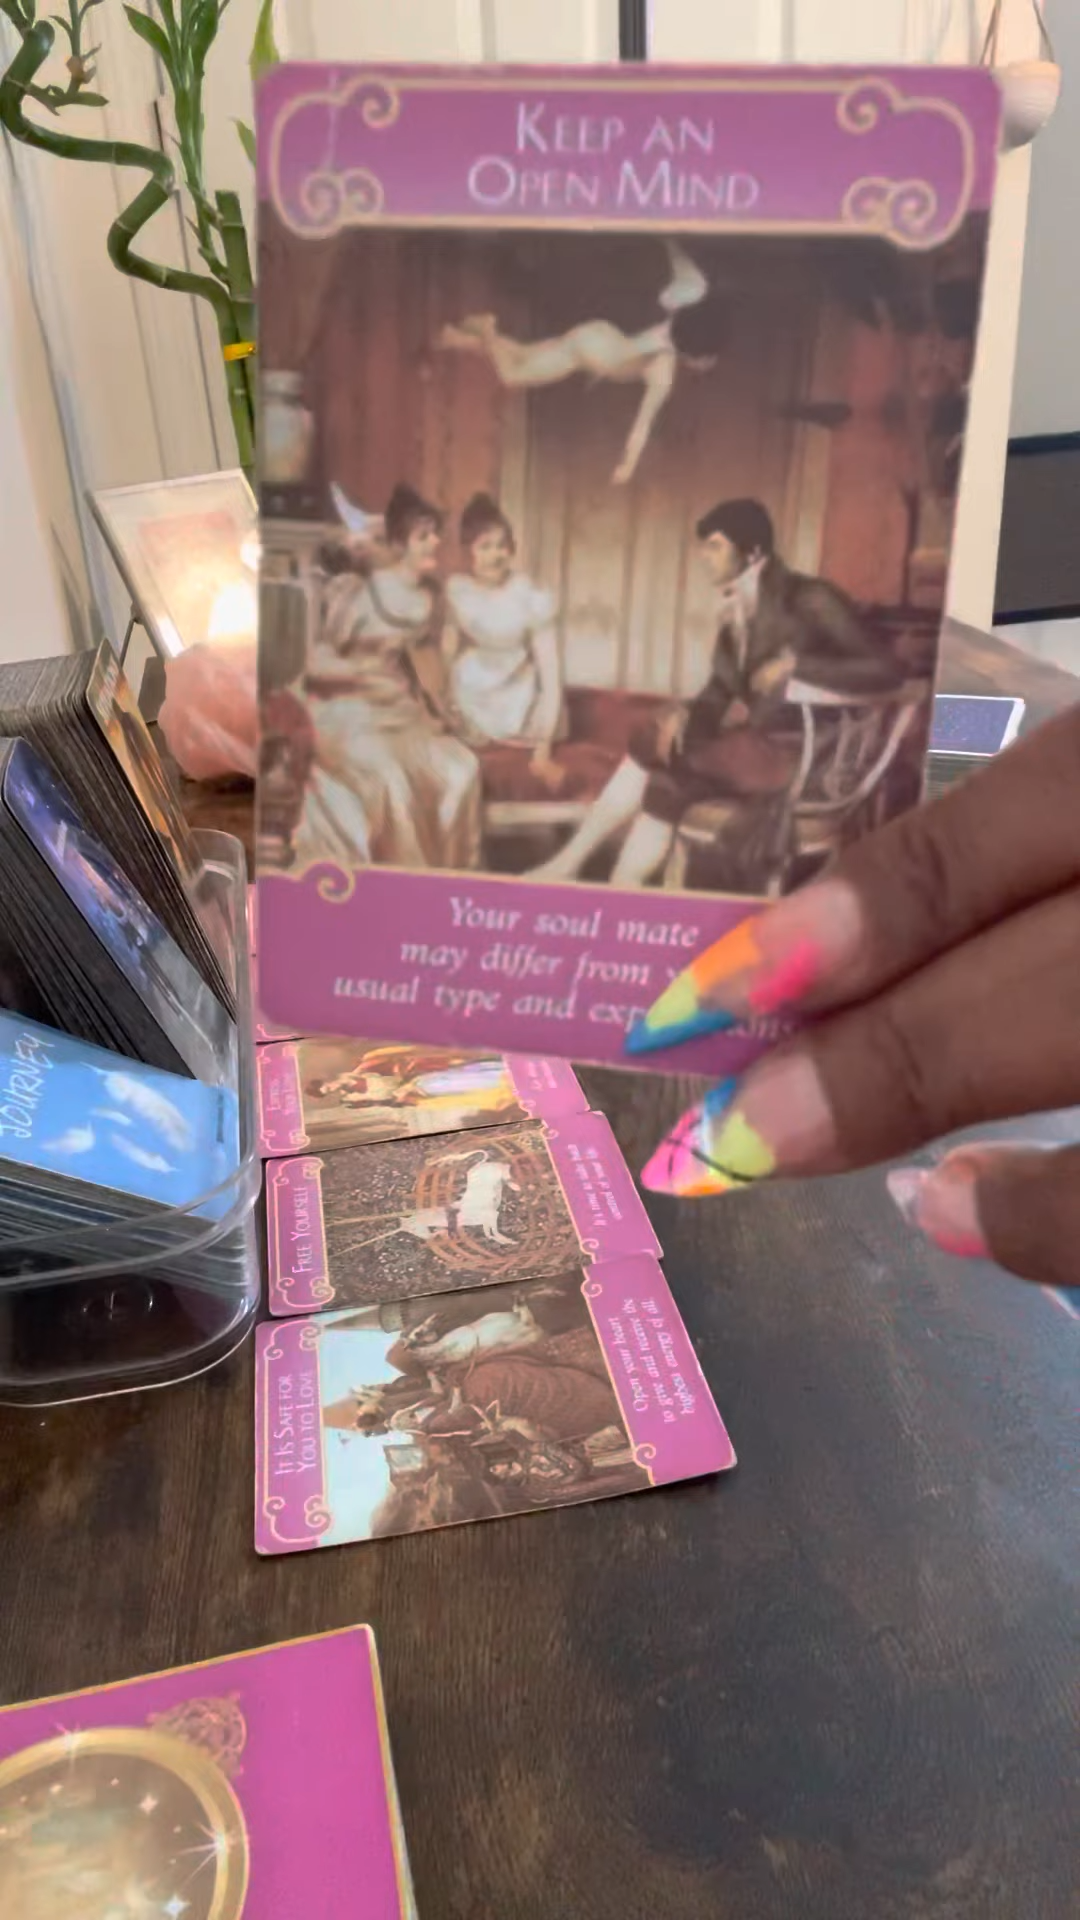 KEEP AN
OPEN MIND
Your soul mate
may differ from
usual type and
JOURNEY
FREE YOURSELF
It is time to take back
control of your life.
IT IS SAFE FOR
YOU TO LOVE
Open your heart
to give and receive the
highest energy of all.